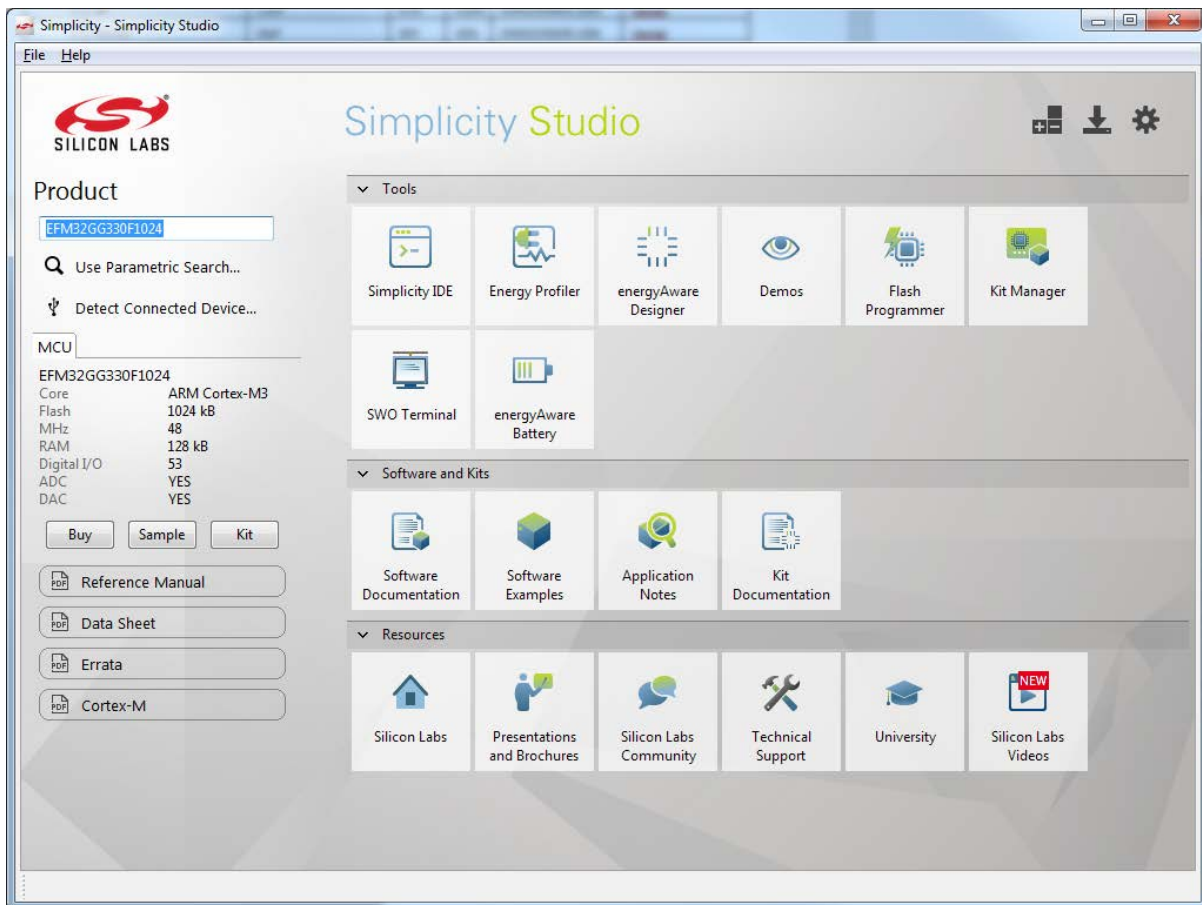 Simplicity - Simplicity Studio
File Help
SILICON LABS
Simplicity Studio
Product
EFM32GG330F1024
Use Parametric Search...
Detect Connected Device...
MCU
EFM32GG330F1024
Core ARM Cortex-M3
Flash 1024 kB
MHz 48
RAM 128 kB
Digital I/O 53
ADC YES
DAC YES
Buy Sample Kit
PDF Reference Manual
PDF Data Sheet
PDF Errata
PDF Cortex-M
Tools
Simplicity IDE
Energy Profiler
energyAware
Designer
Demos
Flash
Programmer
Kit Manager
SWO Terminal
energyAware
Battery
Software and Kits
Software
Documentation
Software
Examples
Application
Notes
Kit
Documentation
Resources
Silicon Labs
Presentations
and Brochures
Silicon Labs
Community
Technical
Support
University
NEW
Silicon Labs
Videos